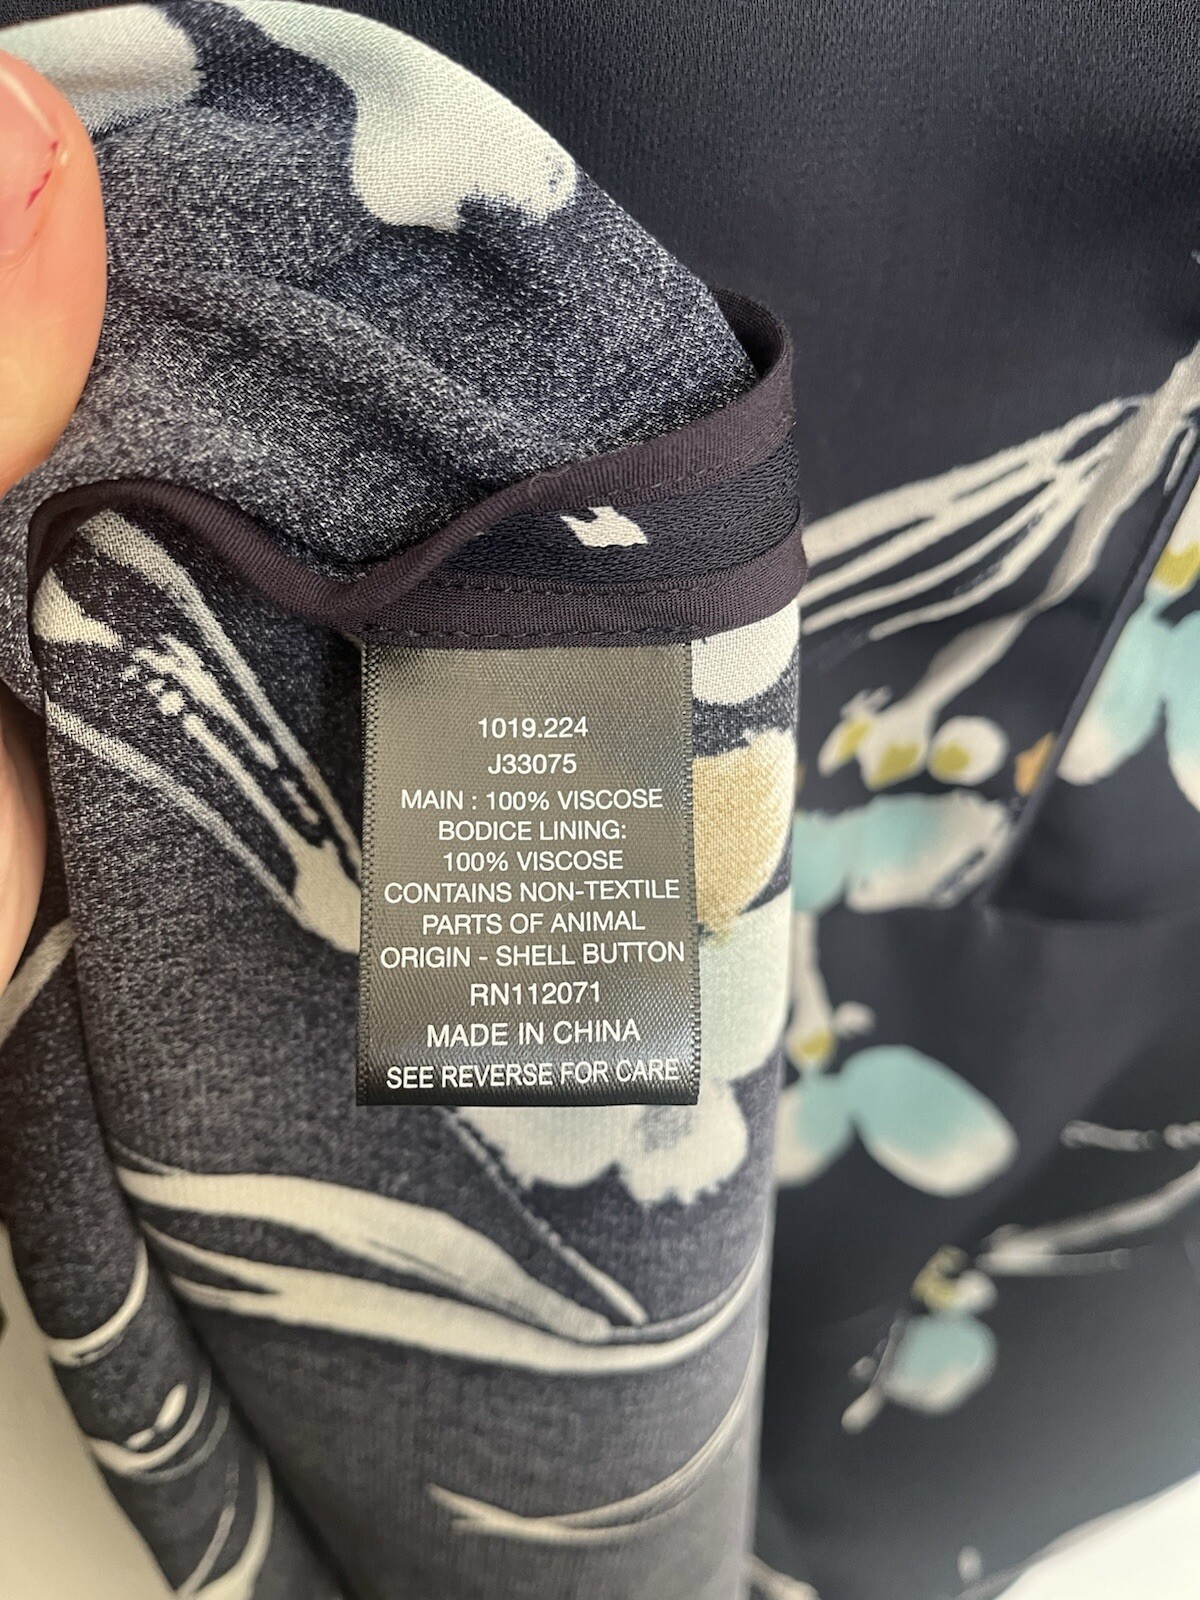 1019.224
J33075
MAIN : 100% VISCOSE
BODICE LINING:
100% VISCOSE
CONTAINS NON-TEXTILE
PARTS OF ANIMAL
ORIGIN - SHELL BUTTON
RN112071
MADE IN CHINA
SEE REVERSE FOR CARE